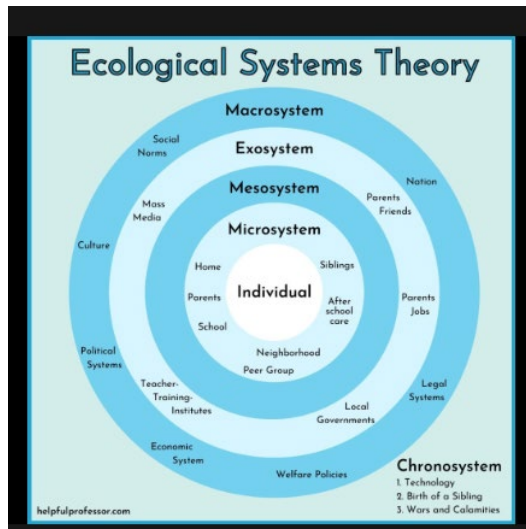 Ecological Systems Theory
Macrosystem
Social
Norms
Exosystem
Nation
Mesosystem
Mass
Media
Parents
Friends
Microsystem
Culture
Home
Siblings
Individual
Parents
After
school
care
Parents
Jobs
School
Neighborhood
Peer Group
Political
Systems
Teacher-
Training-
Institutes
Local
Governments
Legal
Systems
Economic
System
Welfare Policies
Chronosystem
1. Technology
2. Birth of a Sibling
3. Wars and Calamities
helpfulprofessor.com